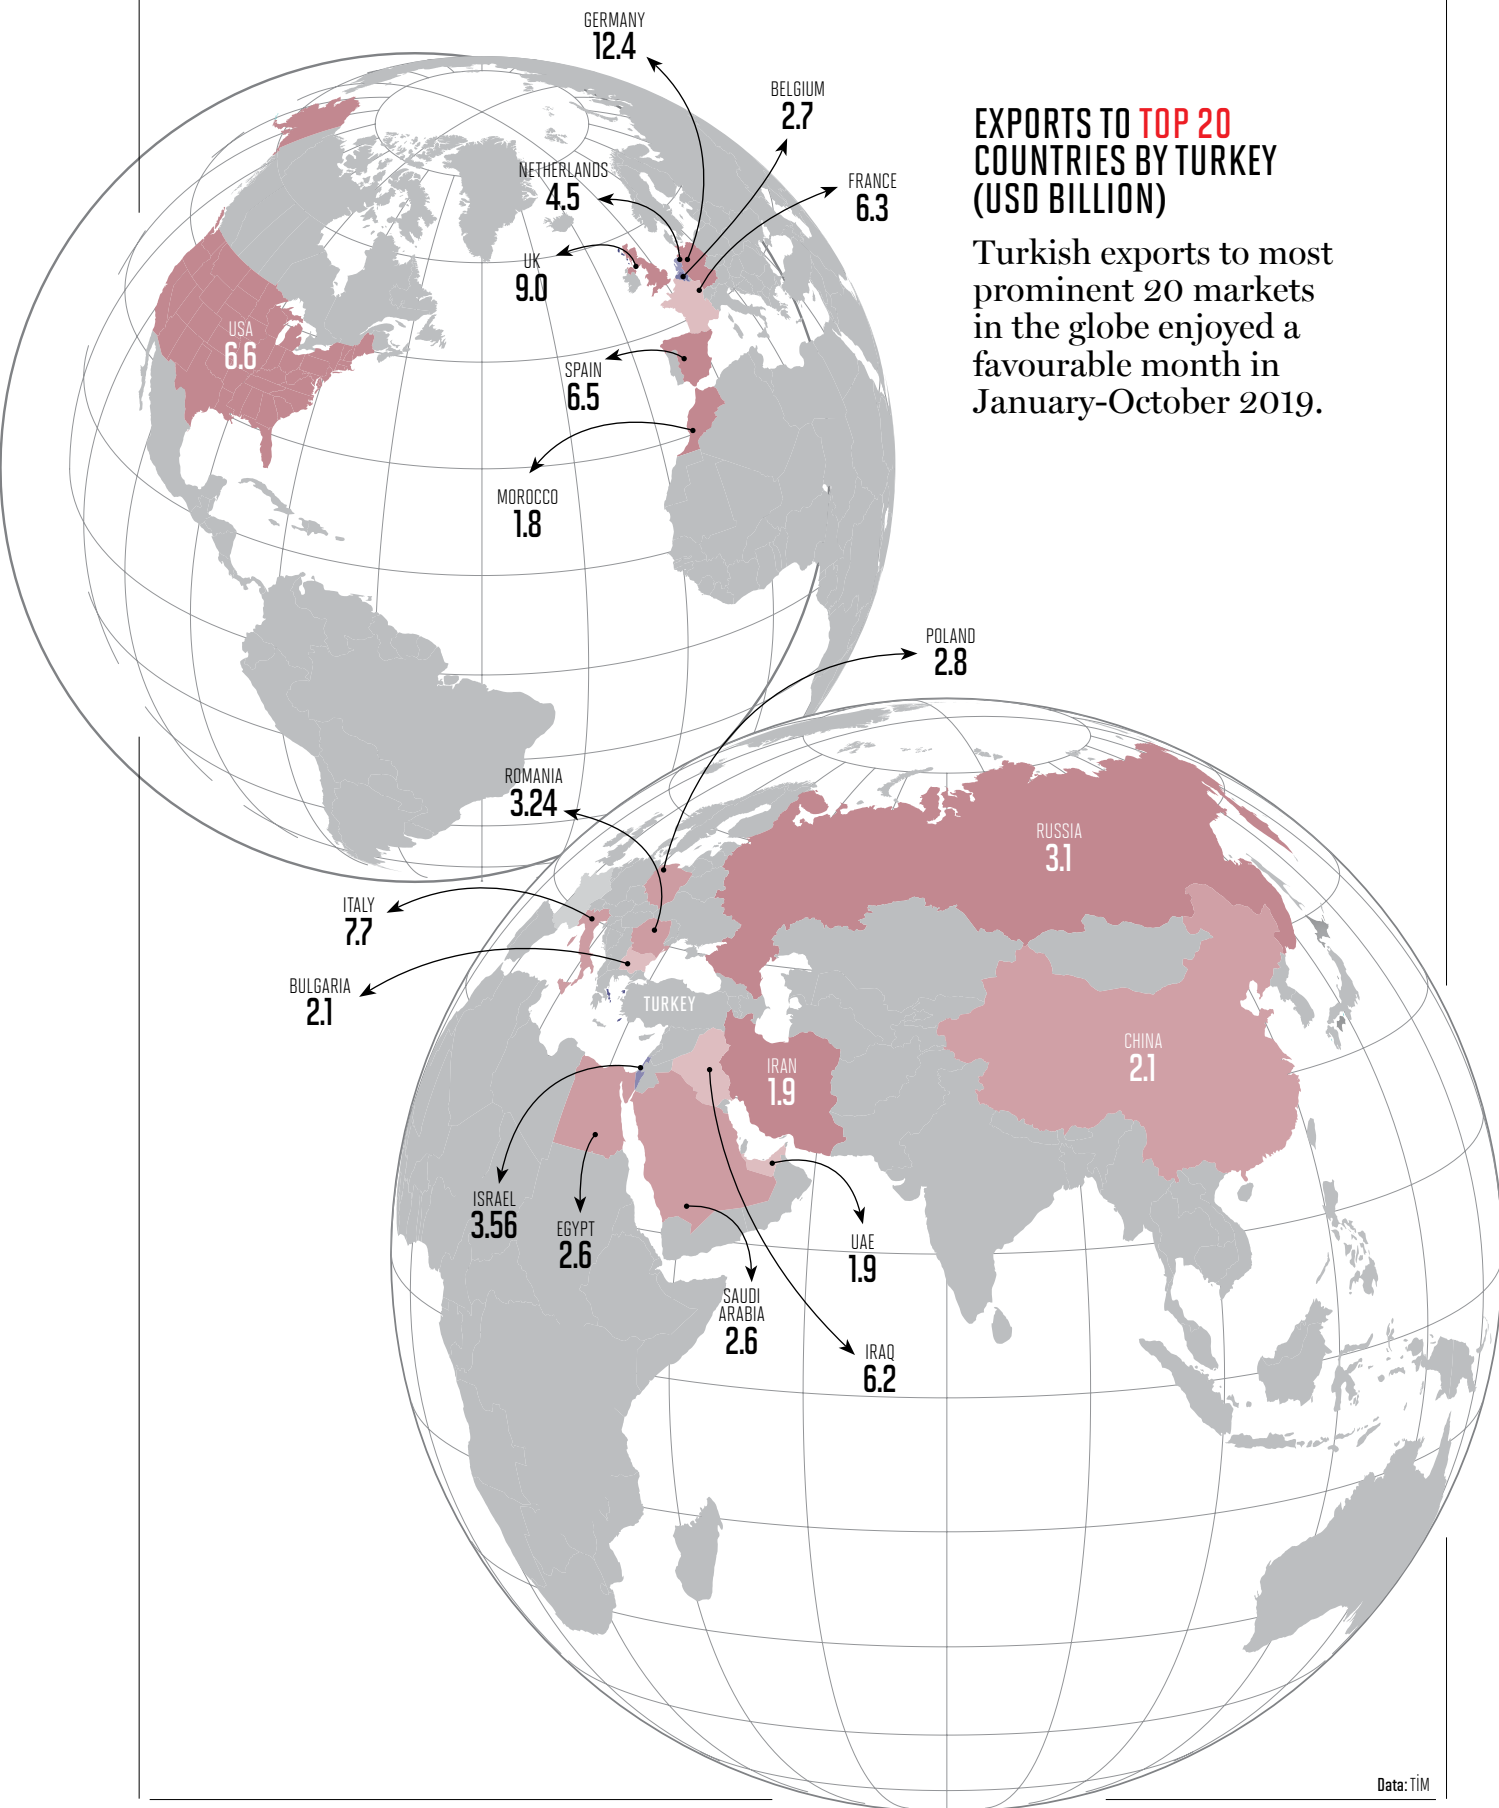 GERMANY
12.4
BELGIUM
2.7
NETHERLANDS
4.5
FRANCE
6.3
UK
9.0
USA
6.6
SPAIN
6.5
MOROCCO
1.8
EXPORTS TO TOP 20
COUNTRIES BY TURKEY
(USD BILLION)
Turkish exports to most
prominent 20 markets
in the globe enjoyed a
favourable month in
January-October 2019.
POLAND
2.8
ROMANIA
3.24
RUSSIA
3.1
ITALY
7.7
BULGARIA
2.1
TURKEY
CHINA
2.1
IRAN
1.9
ISRAEL
3.56
EGYPT
2.6
UAE
1.9
SAUDI
ARABIA
2.6
IRAQ
6.2
Data: TİM